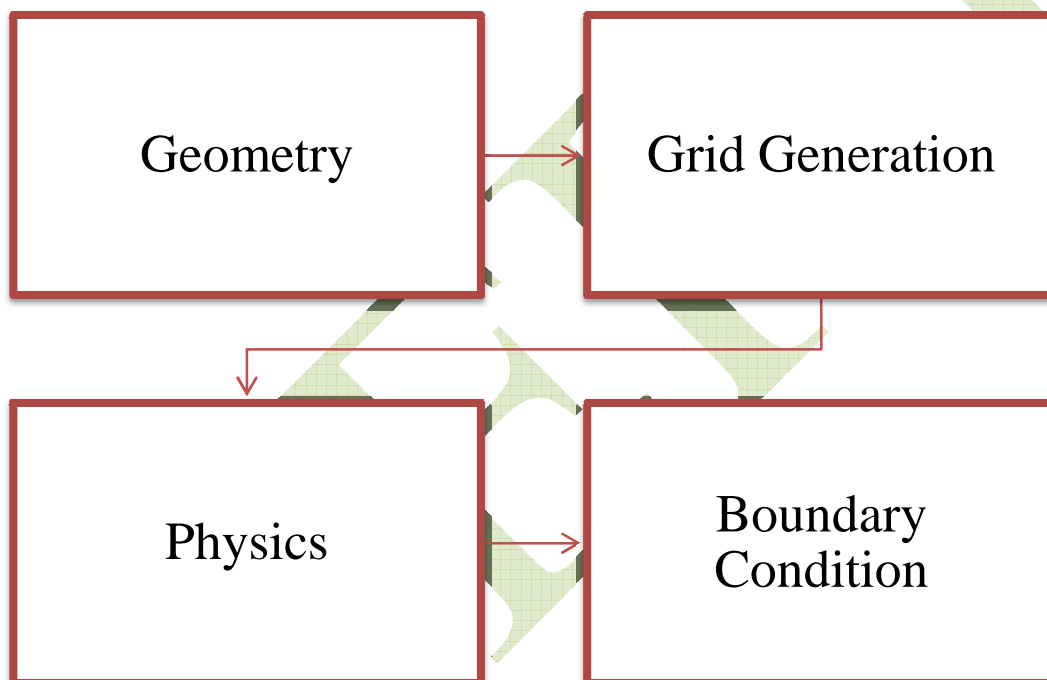 Geometry
Grid Generation
Physics
Boundary
Condition